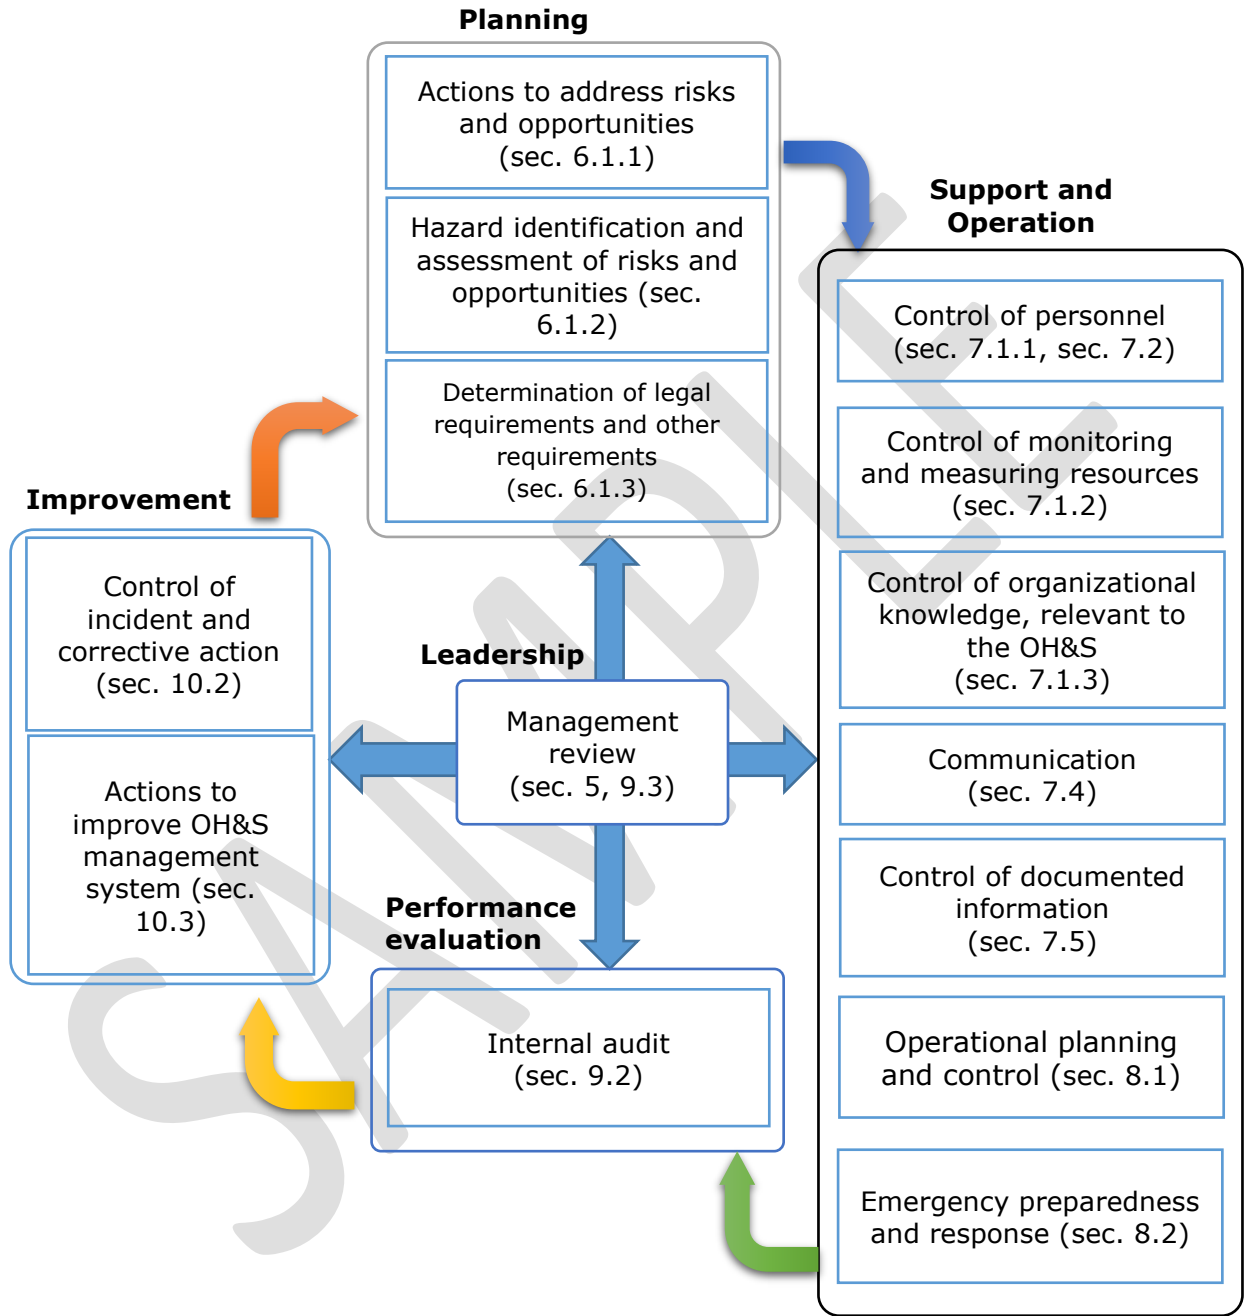 Planning
Actions to address risks
and opportunities
(sec. 6.1.1)
Hazard identification and
assessment of risks and
opportunities (sec.
6.1.2)
Determination of legal
requirements and other
requirements
(sec. 6.1.3)
Support and
Operation
Control of personnel
(sec. 7.1.1, sec. 7.2)
Control of monitoring
and measuring resources
(sec. 7.1.2)
Control of organizational
knowledge, relevant to
the OH&S
(sec. 7.1.3)
Communication
(sec. 7.4)
Control of documented
information
(sec. 7.5)
Operational planning
and control (sec. 8.1)
Emergency preparedness
and response (sec. 8.2)
Improvement
Control of
incident and
corrective action
(sec. 10.2)
Actions to
improve OH&S
management
system (sec.
10.3)
Leadership
Management
review
(sec. 5, 9.3)
Performance
evaluation
Internal audit
(sec. 9.2)
SAMPLE